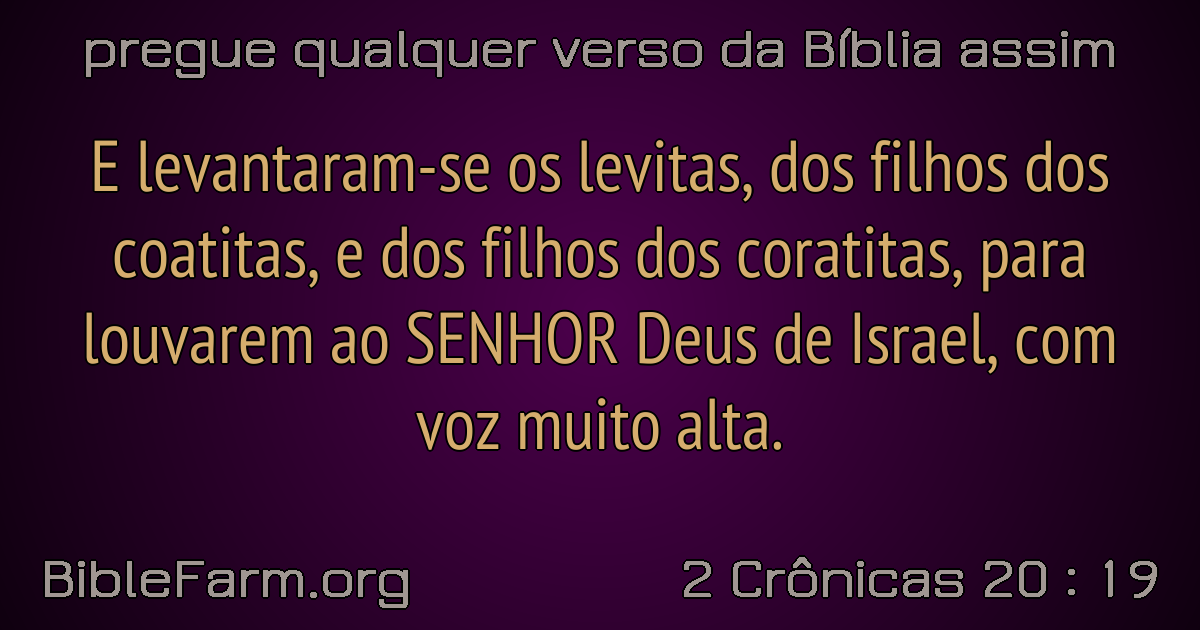 pregue qualquer verso da Bíblia assim
E levantaram-se os levitas, dos filhos dos
coatitas, e dos filhos dos coratitas, para
louvarem ao SENHOR Deus de Israel, com
voz muito alta.
BibleFarm.org
2 Crônicas 20 : 19